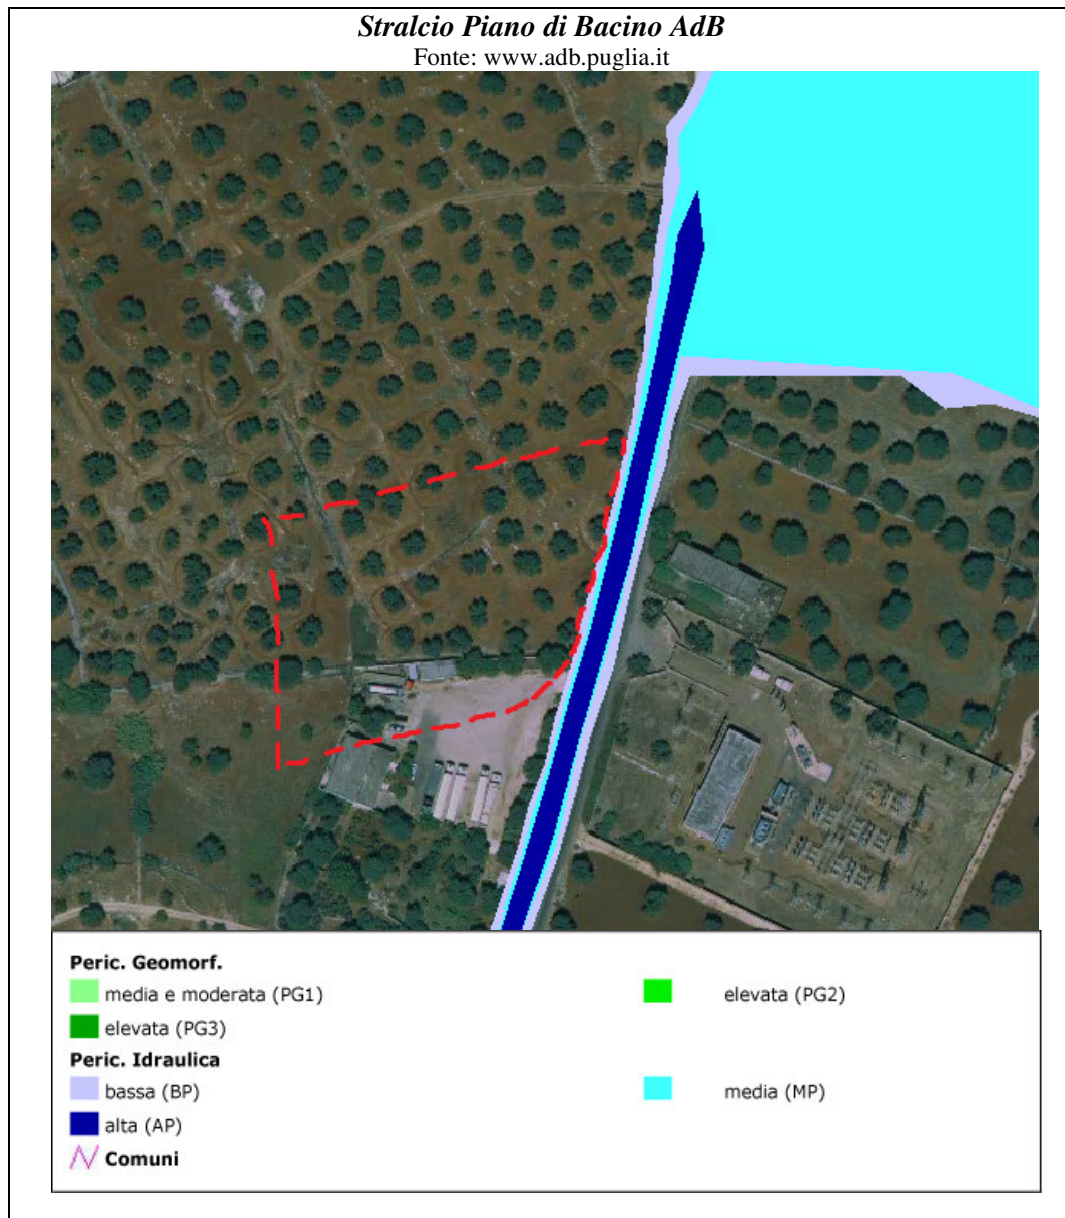 Stralcio Piano di Bacino AdB
Fonte: www.adb.puglia.it
Peric. Geomorf.
media e moderata (PG1)
elevata (PG2)
elevata (PG3)
Peric. Idraulica
bassa (BP)
media (MP)
alta (AP)
Comuni